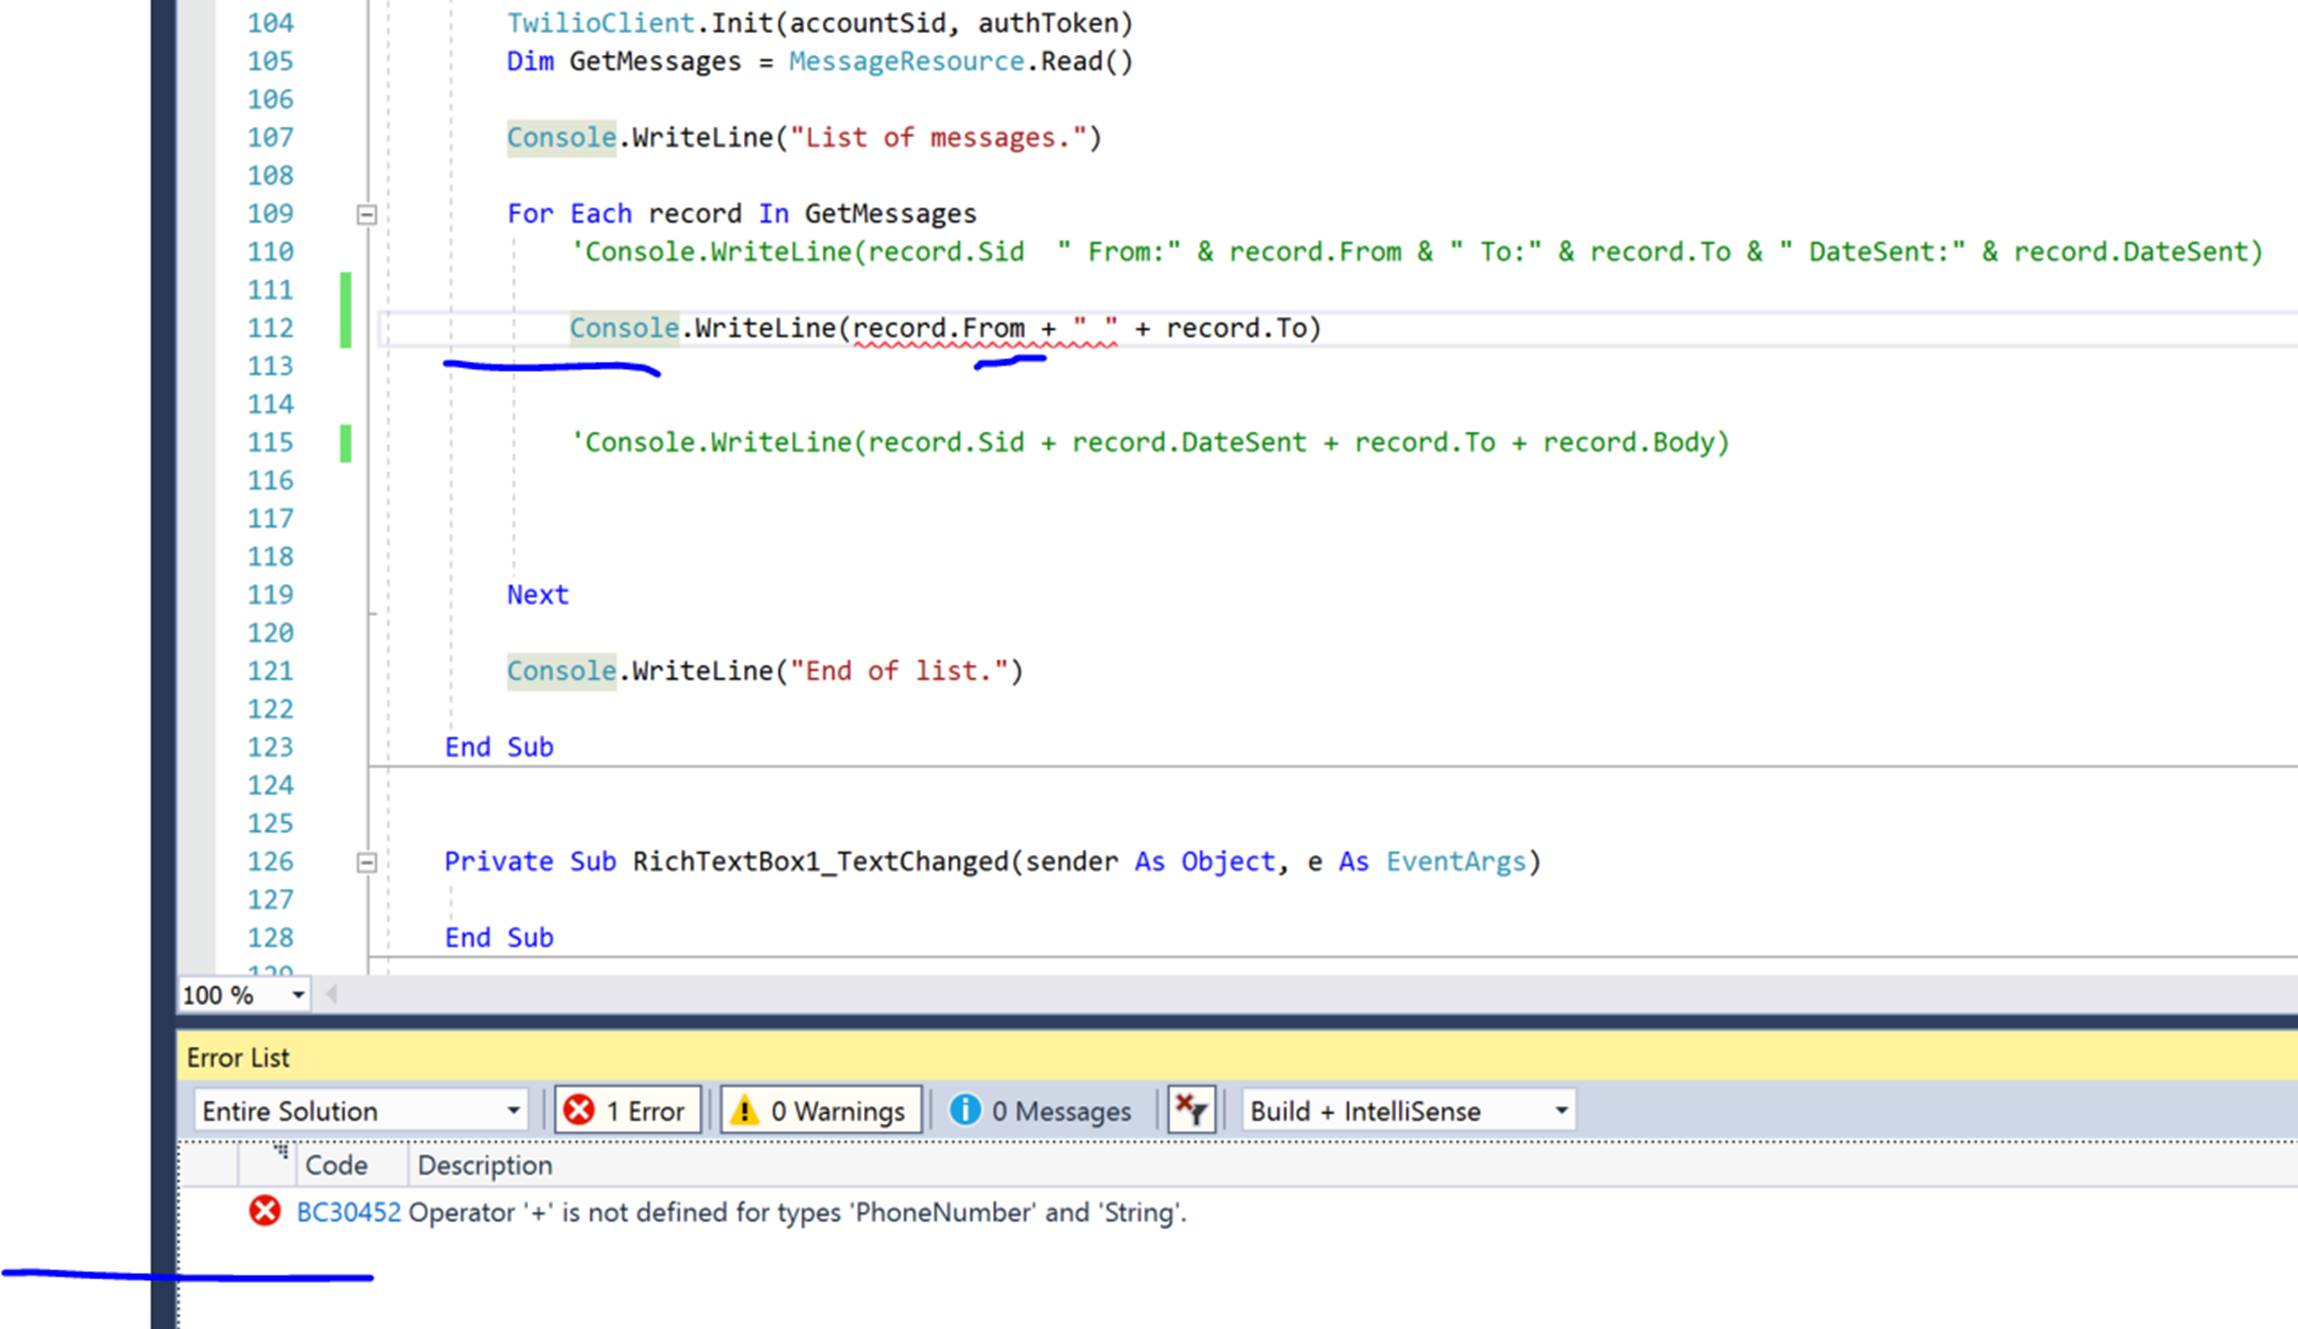 104 TwilioClient.Init(accountSid, authToken)
105 Dim GetMessages = MessageResource.Read()
106
107 Console.WriteLine("List of messages.")
108
109 For Each record In GetMessages
110 'Console.WriteLine(record.Sid  " From:" & record.From & " To:" & record.To & " DateSent:" & record.DateSent)
111
112 Console.WriteLine(record.From + " " + record.To)
113
114
115 'Console.WriteLine(record.Sid + record.DateSent + record.To + record.Body)
116
117
118
119 Next
120
121 Console.WriteLine("End of list.")
122
123 End Sub
124
125
126 Private Sub RichTextBox1_TextChanged(sender As Object, e As EventArgs)
127
128 End Sub
129
100 %
Error List
Entire Solution 1 Error 0 Warnings 0 Messages Build + IntelliSense
Code Description
BC30452 Operator '+' is not defined for types 'PhoneNumber' and 'String'.